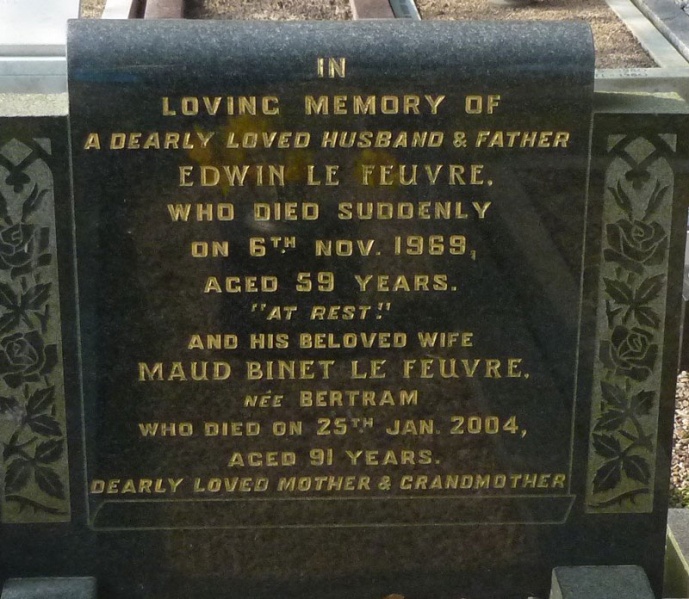 IN
LOVING MEMORY OF
A DEARLY LOVED HUSBAND & FATHER
EDWIN LE FEUVRE,
WHO DIED SUDDENLY
ON 6TH NOV. 1969,
AGED 59 YEARS.
"AT REST."
AND HIS BELOVED WIFE
MAUD BINET LE FEUVRE,
NÉE BERTRAM
WHO DIED ON 25TH JAN. 2004,
AGED 91 YEARS.
DEARLY LOVED MOTHER & GRANDMOTHER